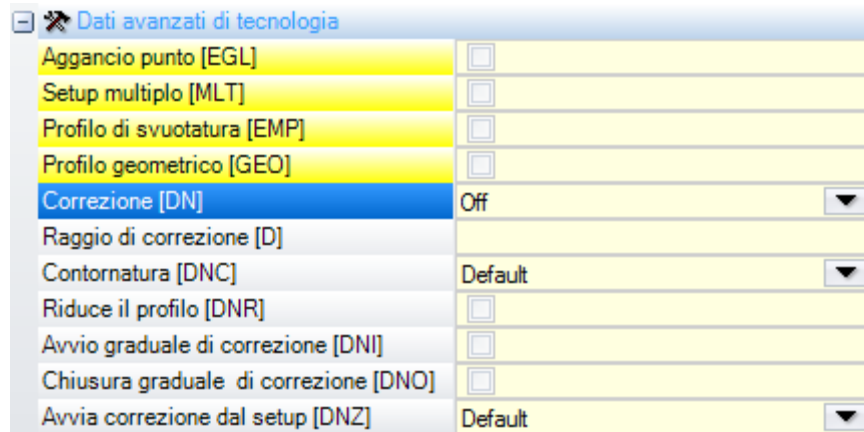 Dati avanzati di tecnologia
Aggancio punto [EGL]
Setup multiplo [MLT]
Profilo di svuotatura [EMP]
Profilo geometrico [GEO]
Correzione [DN] Off
Raggio di correzione [D]
Contornatura [DNC] Default
Riduce il profilo [DNR]
Avvio graduale di correzione [DNI]
Chiusura graduale  di correzione [DNO]
Avvia correzione dal setup [DNZ] Default